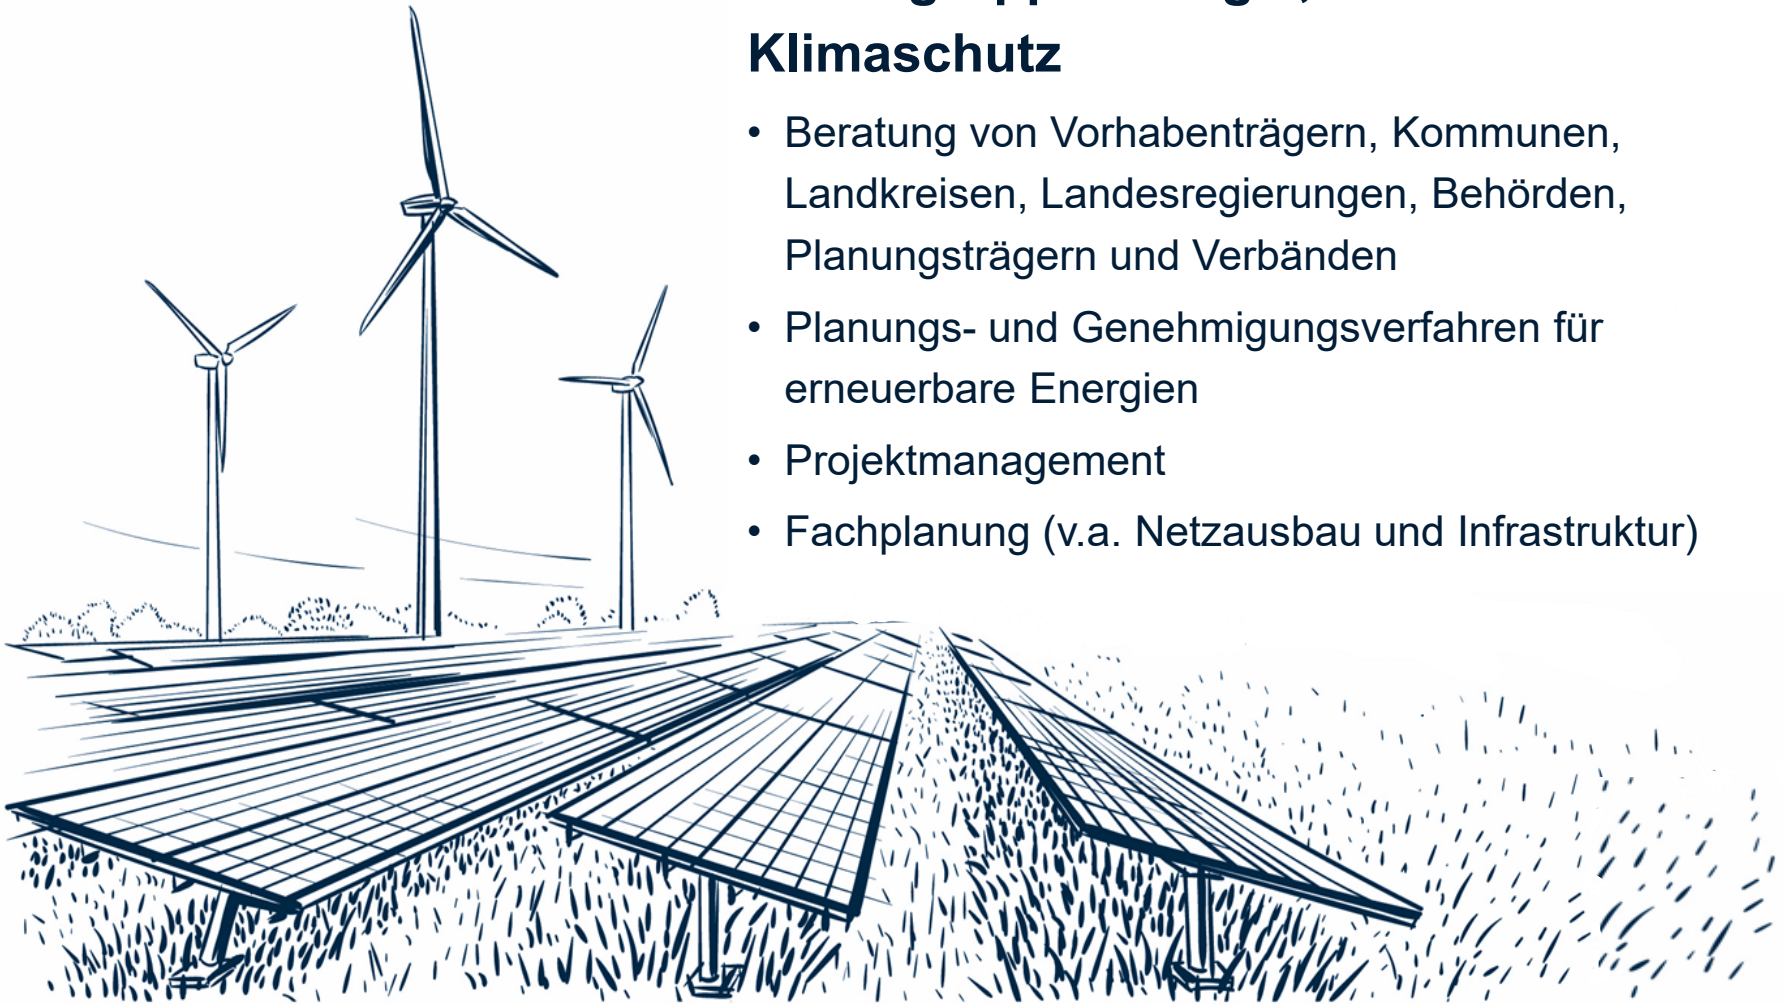 Klimaschutz
• Beratung von Vorhabenträgern, Kommunen,
Landkreisen, Landesregierungen, Behörden,
Planungsträgern und Verbänden
• Planungs- und Genehmigungsverfahren für
erneuerbare Energien
• Projektmanagement
• Fachplanung (v.a. Netzausbau und Infrastruktur)